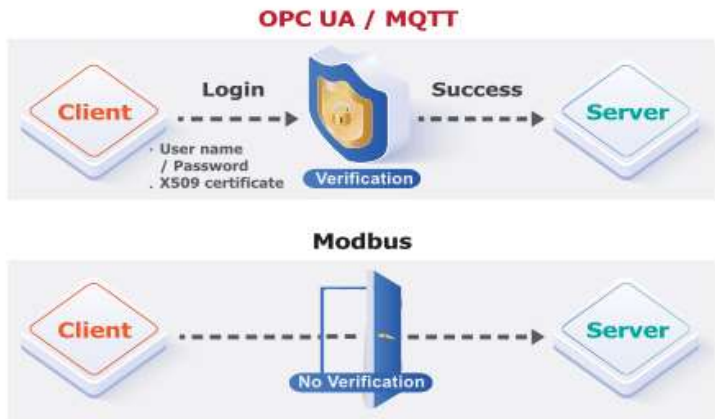 OPC UA / MQTT
Client
Login
· User name
/ Password
. X509 certificate
Verification
Success
Server
Modbus
Client
No Verification
Server